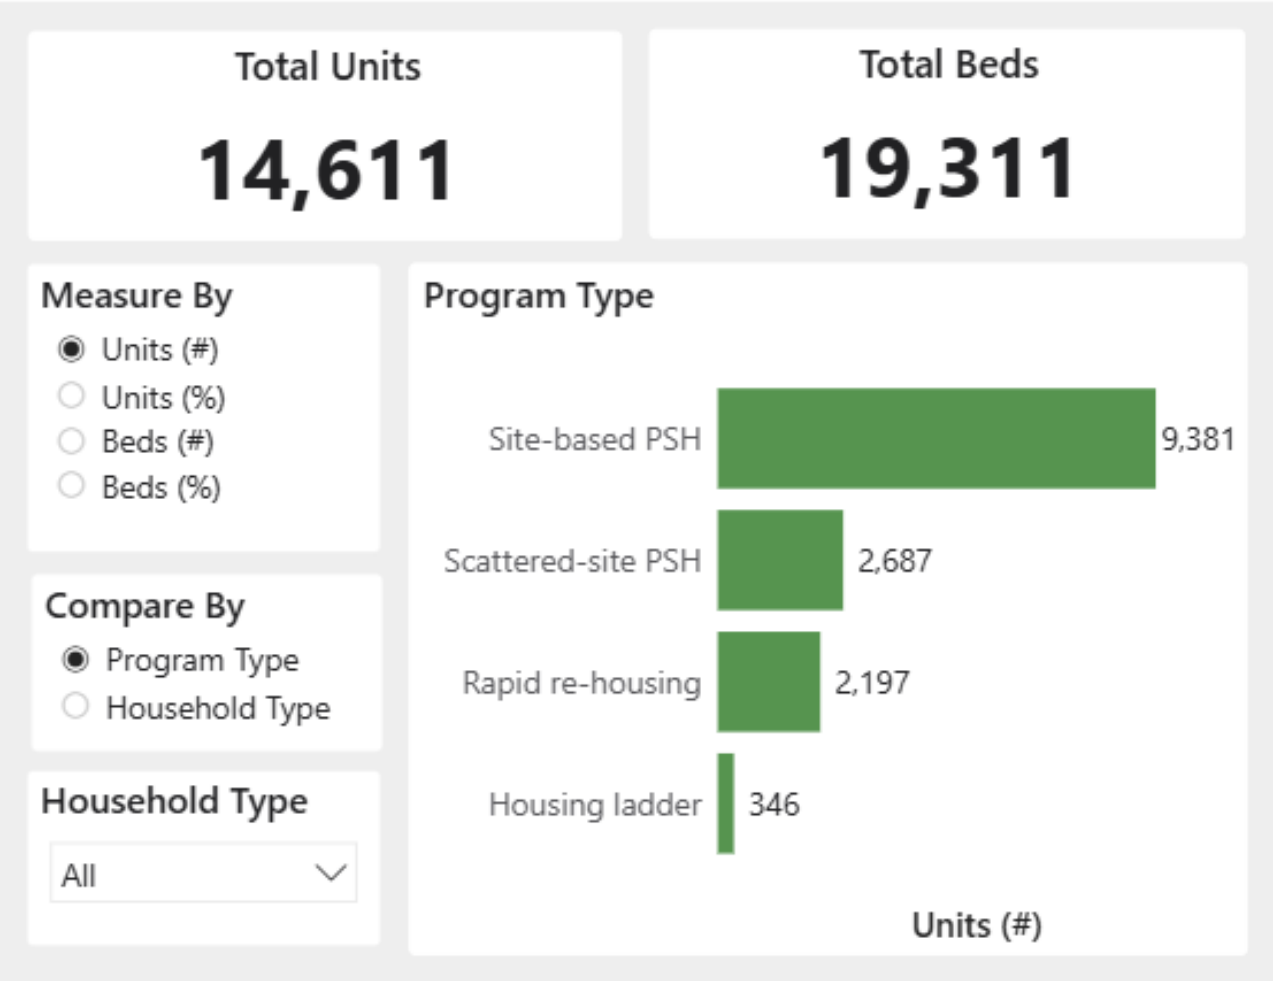 Total Units
14,611
Total Beds
19,311
Measure By
Units (#)
Units (%)
Beds (#)
Beds (%)
Compare By
Program Type
Household Type
Household Type
All
Program Type
Site-based PSH 9,381
Scattered-site PSH 2,687
Rapid re-housing 2,197
Housing ladder 346
Units (#)